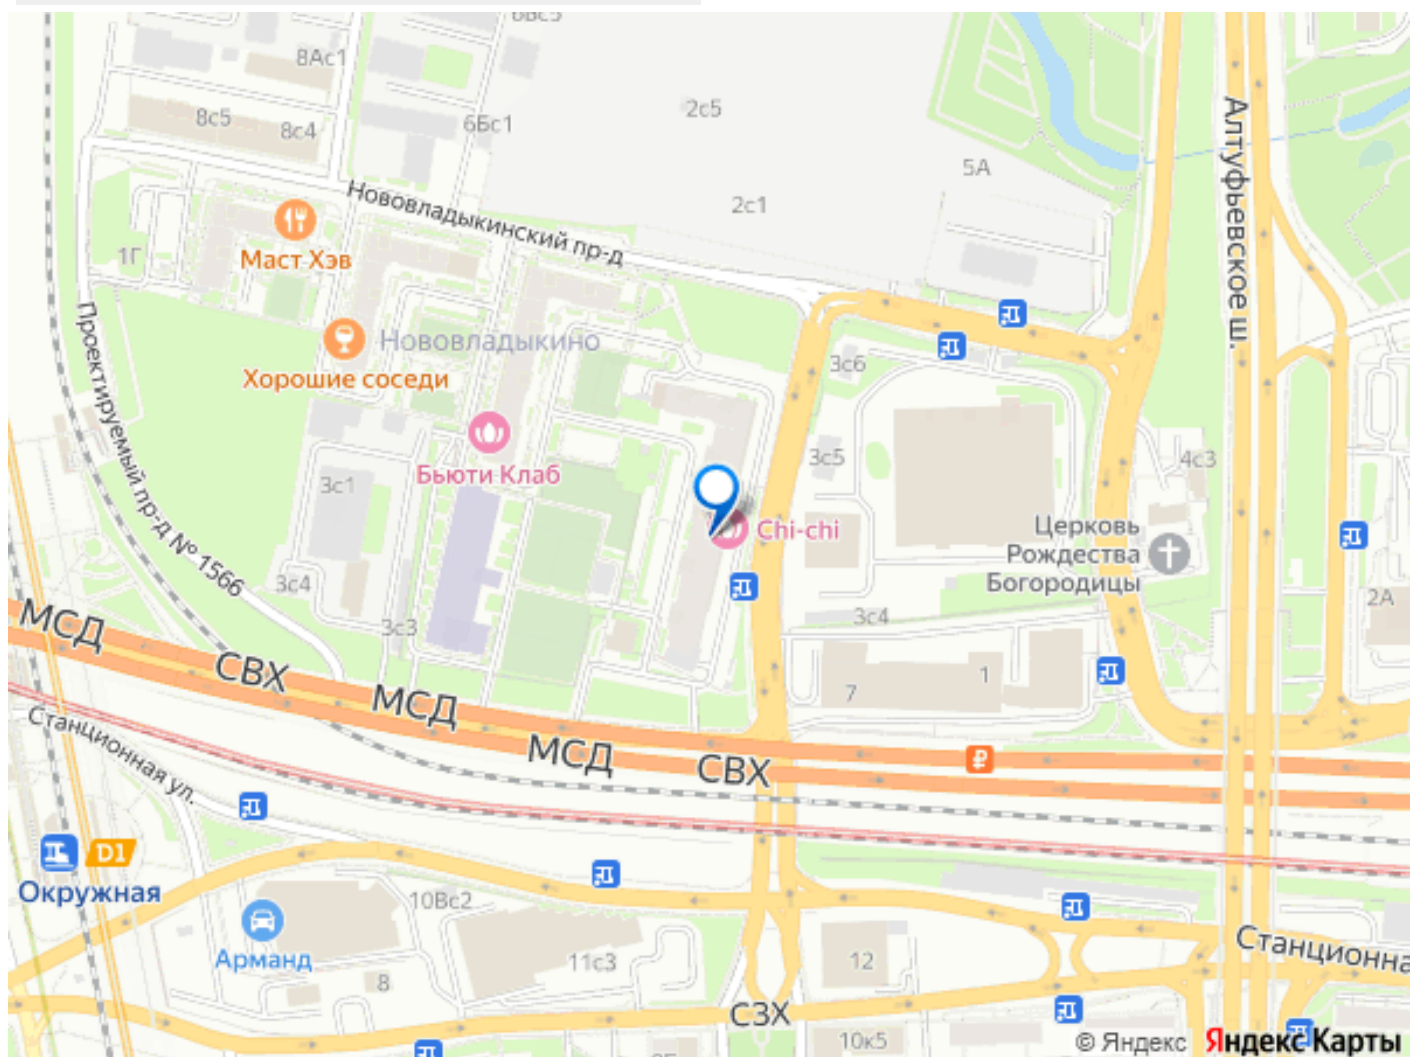 6Вс5
8Ас1
8с5
8с4
6Бс1
2с5
5А
2с1
Нововладыкинский пр-д
Маст Хэв
1Г
Алтуфьевское ш.
Проектируемый пр-д № 1566
Хорошие соседи
Нововладыкино
3с6
Бьюти Клаб
3с1
3с5
4с3
Chi-chi
Церковь
Рождества
Богородицы
3с4
3с3
3с4
2А
МСД
СВХ
МСД
7
1
МСД
СВХ
Станционная ул.
D1
Окружная
10Вс2
Арманд
8
11с3
12
Станционна
СЗХ
10к5
© Яндекс
Яндекс Карты